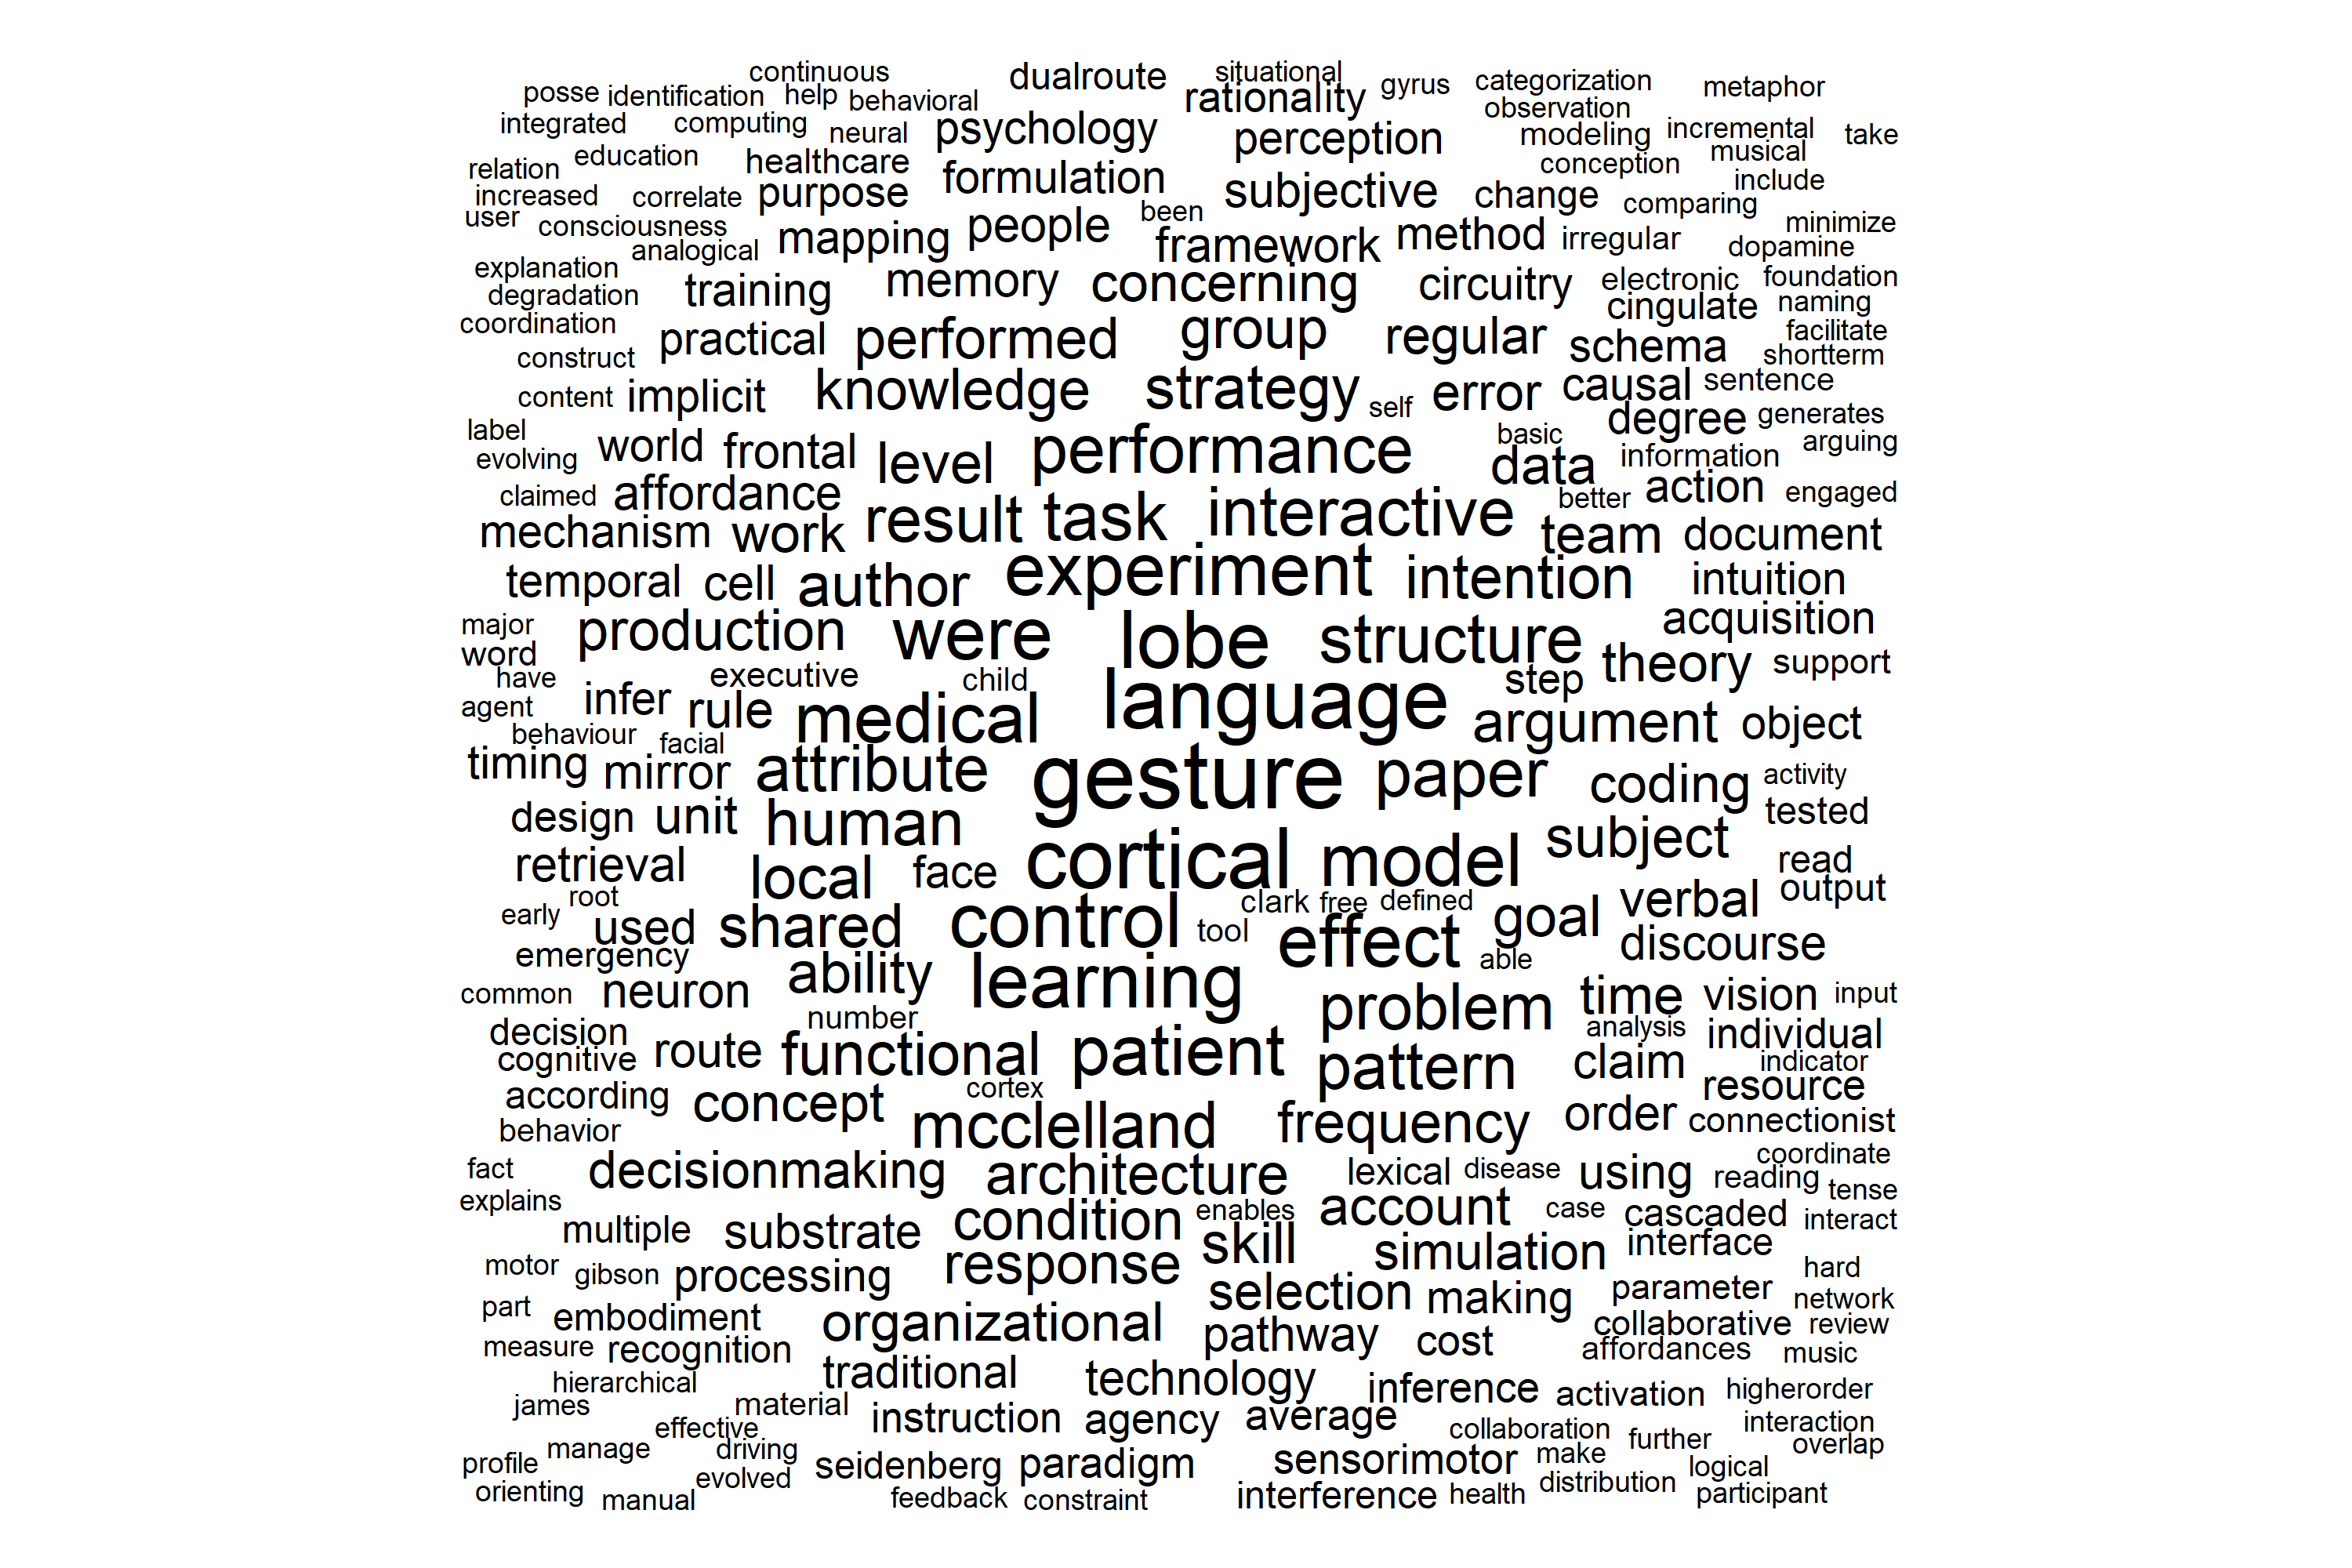 continuous dualroute situational categorization metaphor
posse identification help behavioral rationality gyrus observation
integrated computing neural psychology perception modeling incremental take
relation education healthcare formulation conception musical
increased correlate purpose subjective change comparing include
user consciousness people been minimize
analogical mapping framework method irregular dopamine
explanation training memory concerning circuitry electronic foundation
degradation cingulate naming
coordination practical performed group regular schema facilitate
construct shortterm
content implicit knowledge strategy self error causal sentence
label degree generates
evolving world frontal level performance basic data information arguing
claimed affordance result task interactive better action engaged
mechanism work team document
temporal cell author experiment intention intuition
major production were lobe structure acquisition
word executive child theory support
have infer language step
agent rule medical argument object
behaviour facial
timing mirror attribute gesture paper coding activity
design unit human tested
retrieval local face cortical model subject read
root clark free defined verbal output
early used shared control tool effect goal discourse
emergency ability able
common neuron learning problem time vision input
decision number analysis individual
cognitive route functional patient pattern claim indicator
according concept cortex resource
behavior mcclelland frequency order connectionist
fact decisionmaking architecture lexical disease using reading coordinate
explains tense
multiple substrate condition enables account case cascaded interact
motor gibson processing response skill simulation interface hard
part embodiment organizational selection making parameter network
measure recognition pathway cost collaborative review
hierarchical traditional technology inference affordances music
james material instruction agency average activation higherorder
effective collaboration interaction
profile manage driving seidenberg paradigm sensorimotor make further overlap
orienting manual evolved feedback constraint interference health distribution logical participant